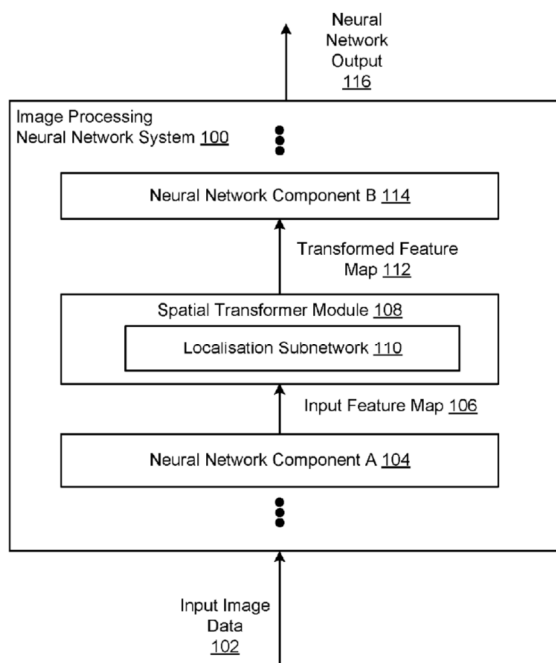 Neural
Network
Output
116
Image Processing
Neural Network System 100
Neural Network Component B 114
Transformed Feature
Map 112
Spatial Transformer Module 108
Localisation Subnetwork 110
Input Feature Map 106
Neural Network Component A 104
Input Image
Data
102